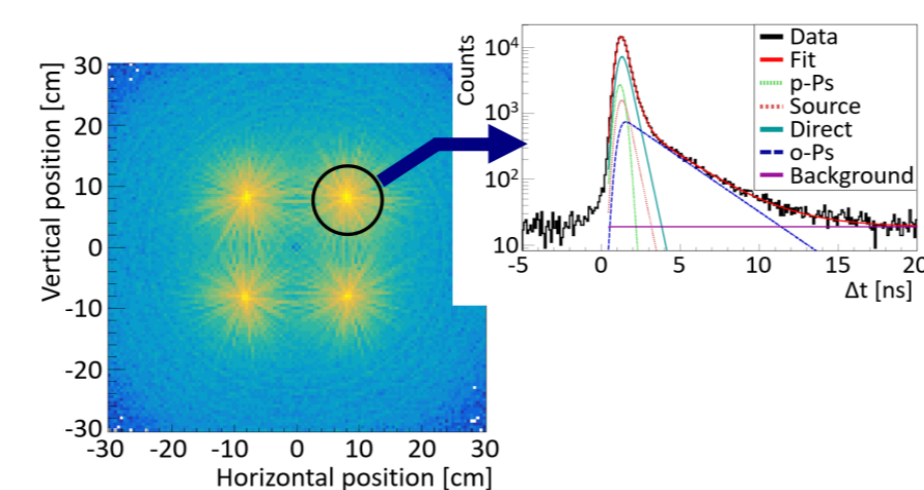 Vertical position [cm]
30
20
10
0
-10
-20
-30
-30 -20 -10 0 10 20 30
Horizontal position [cm]
Counts
10⁴
10³
10²
10
-5 0 5 10 15 20
Δt [ns]
Data
Fit
p-Ps
Source
Direct
o-Ps
Background